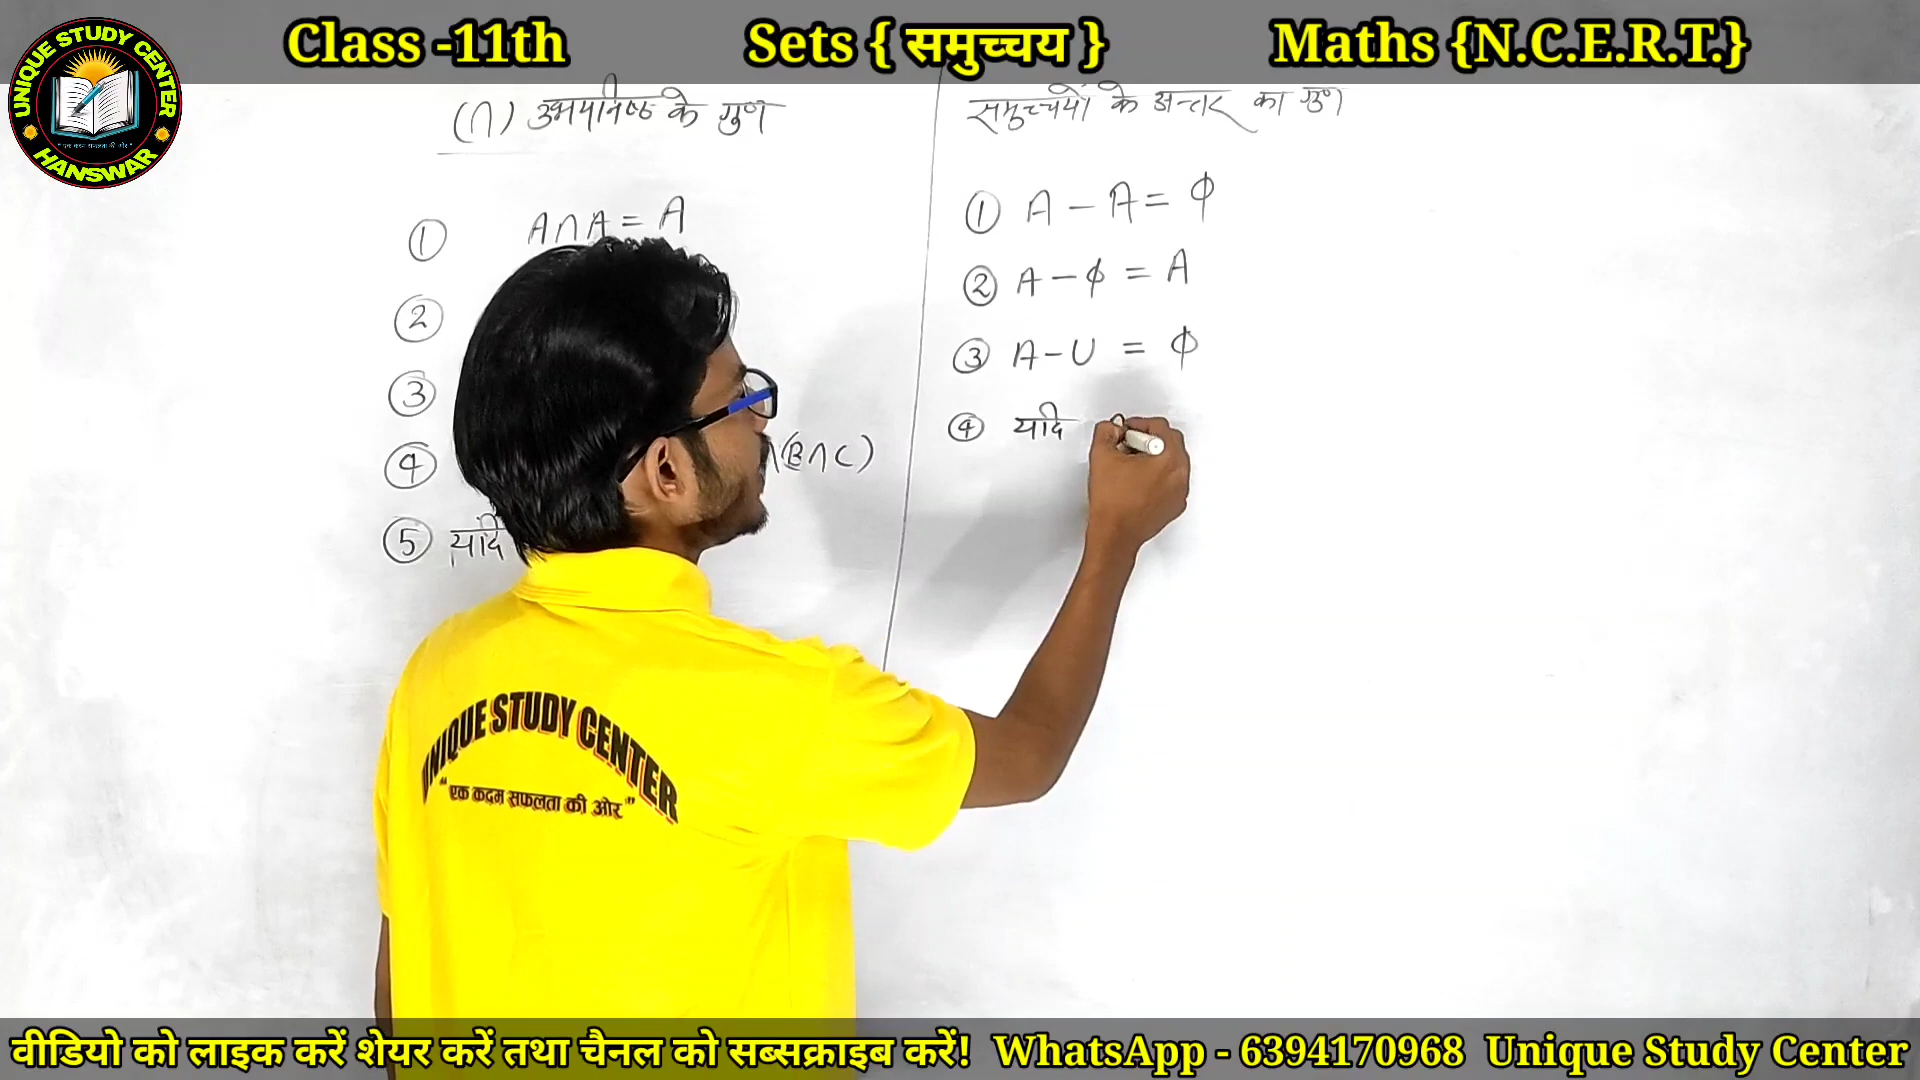 Class -11th
Sets { समुच्चय }
Maths {N.C.E.R.T.}
UNIQUE STUDY CENTER
HANSWAR
(∩) उभयनिष्ठ के गुण
① A∩A = A
②
③
④ ∩(B∩C)
⑤ यदि
समुच्चयों के अन्तर का गुण
① A – A = ϕ
② A – ϕ = A
③ A – U = ϕ
④ यदि
UNIQUE STUDY CENTER
"एक कदम सफलता की ओर"
वीडियो को लाइक करें शेयर करें तथा चैनल को सब्सक्राइब करें! WhatsApp - 6394170968 Unique Study Center